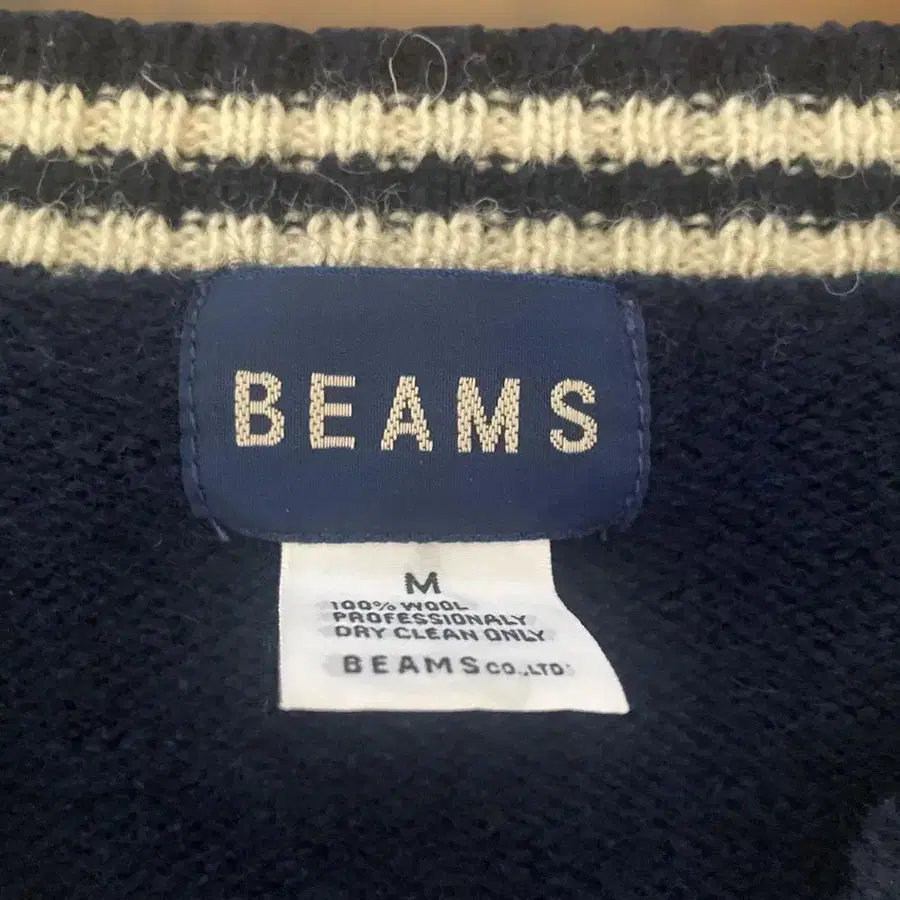 BEAMS
M
100% WOOL
PROFESSIONALY
DRY CLEAN ONLY
BEAMS CO.,LTD.